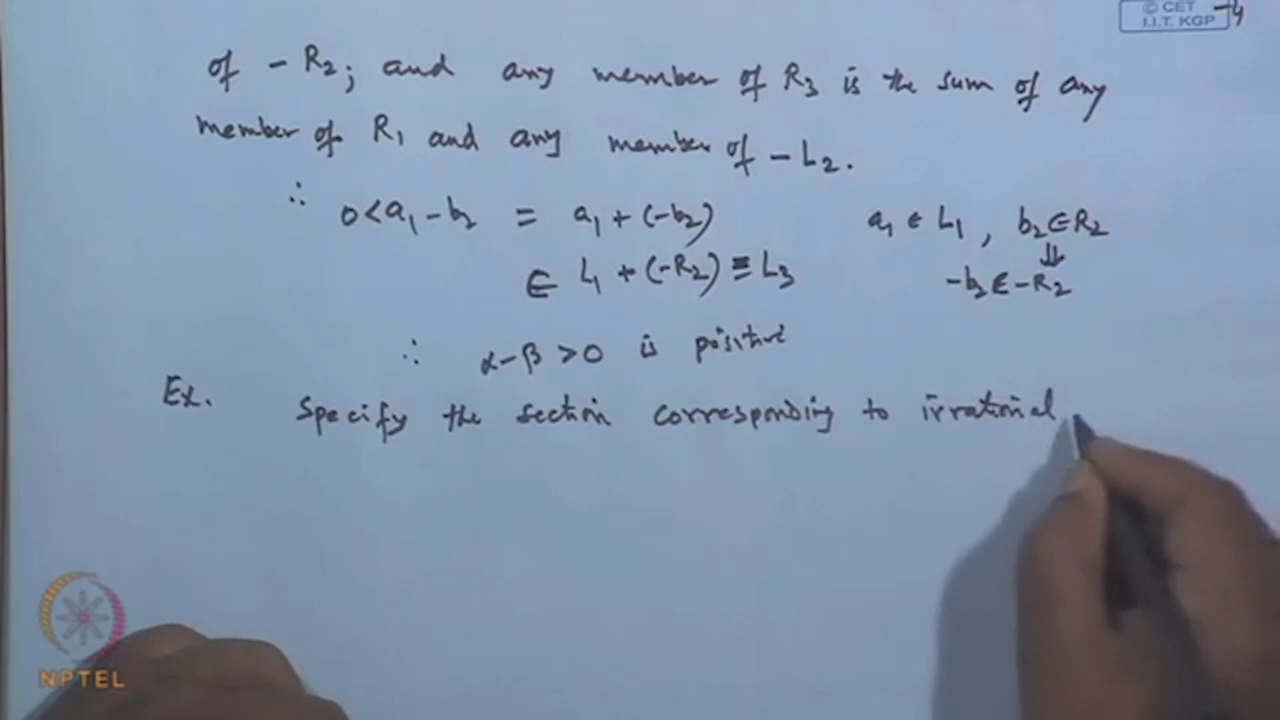 © CET
I.I.T. KGP -4
of - R2; and any member of R3 is the sum of any
member of R1 and any member of - L2.
∴ 0 < a1 - b2 = a1 + (-b2) a1 ∈ L1, b2 ∈ R2
⇓
∈ L1 + (-R2) ≡ L3 -b2 ∈ -R2
∴ α - β > 0 is positive
Ex. Specify the section corresponding to irrational
NPTEL